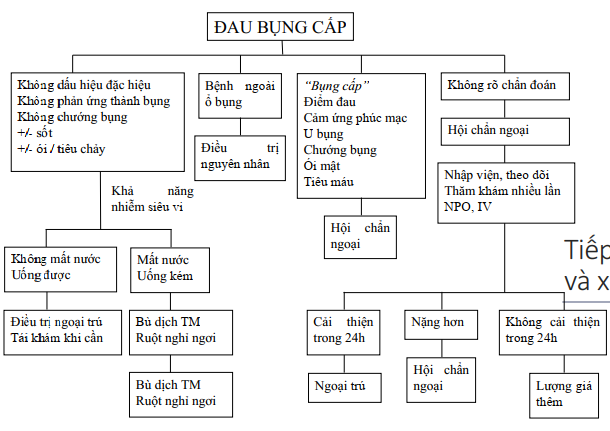 ĐAU BỤNG CẤP
Không dấu hiệu đặc hiệu
Không phản ứng thành bụng
Không chướng bụng
+/- sốt
+/- ói / tiêu chảy
Bệnh ngoài
ổ bụng
"Bụng cấp"
Điểm đau
Cảm ứng phúc mạc
U bụng
Chướng bụng
Ói mật
Tiêu máu
Không rõ chẩn đoán
Hội chẩn ngoại
Điều trị
nguyên nhân
Nhập viện, theo dõi
Thăm khám nhiều lần
NPO, IV
Khả năng
nhiễm siêu vi
Hội chẩn
ngoại
Không mất nước
Uống được
Mất nước
Uống kém
Tiếp
và x
Điều trị ngoại trú
Tái khám khi cần
Bù dịch TM
Ruột nghỉ ngơi
Cải thiện
trong 24h
Nặng hơn
Không cải thiện
trong 24h
Bù dịch TM
Ruột nghỉ ngơi
Ngoại trú
Hội chẩn
ngoại
Lượng giá
thêm